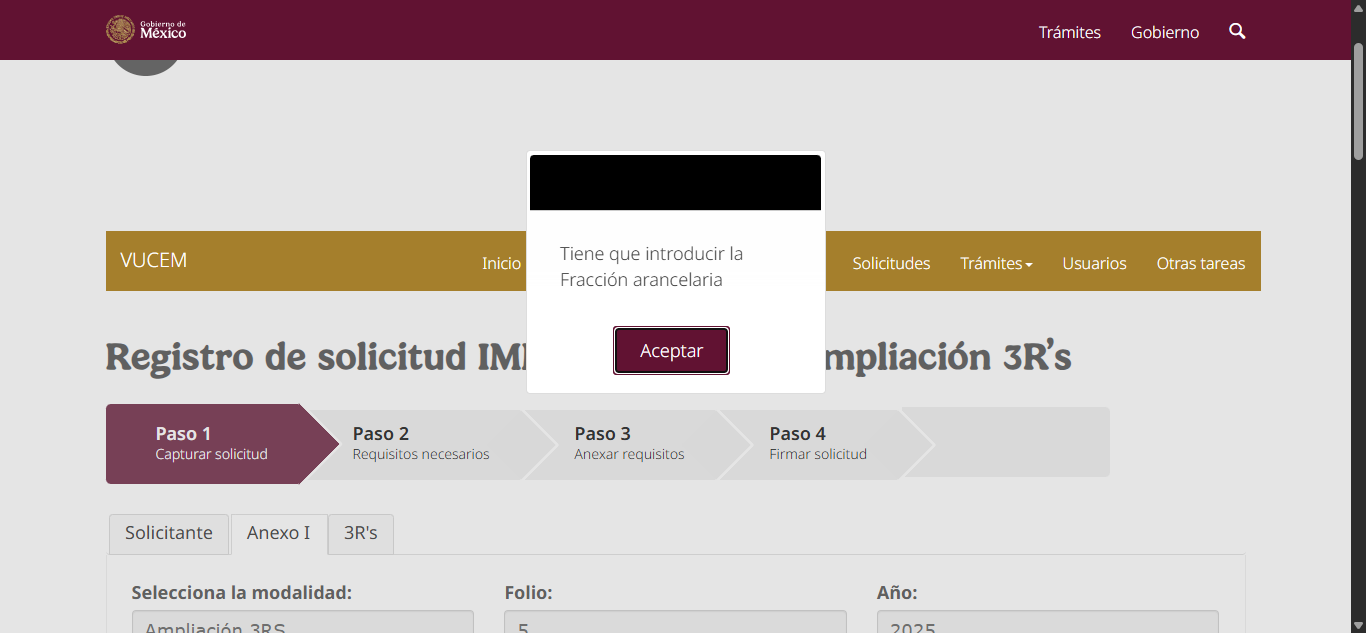 Gobierno de
México
Trámites
Gobierno
Tiene que introducir la
Fracción arancelaria
Aceptar
VUCEM
Inicio
Solicitudes
Trámites
Usuarios
Otras tareas
Registro de solicitud IM
mpliación 3R's
Paso 1
Capturar solicitud
Paso 2
Requisitos necesarios
Paso 3
Anexar requisitos
Paso 4
Firmar solicitud
Solicitante
Anexo I
3R's
Selecciona la modalidad:
Folio:
Año:
Ampliación 3RS
5
2025